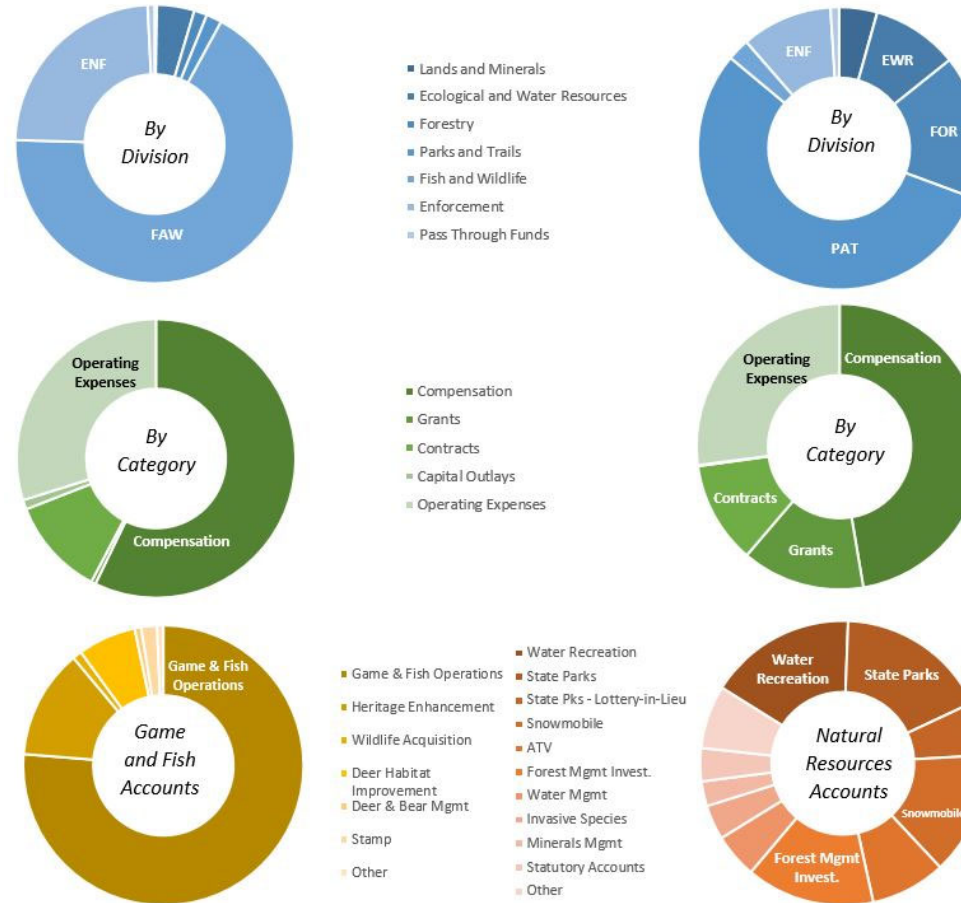 ENF
By
Division
FAW
Lands and Minerals
Ecological and Water Resources
Forestry
Parks and Trails
Fish and Wildlife
Enforcement
Pass Through Funds
ENF
EWR
FOR
By
Division
PAT
Operating
Expenses
By
Category
Compensation
Compensation
Grants
Contracts
Capital Outlays
Operating Expenses
Operating
Expenses
Compensation
By
Category
Contracts
Grants
Game & Fish
Operations
Game
and Fish
Accounts
Game & Fish Operations
Heritage Enhancement
Wildlife Acquisition
Deer Habitat
Improvement
Deer & Bear Mgmt
Stamp
Other
Water Recreation
State Parks
State Pks - Lottery-in-Lieu
Snowmobile
ATV
Forest Mgmt Invest.
Water Mgmt
Invasive Species
Minerals Mgmt
Statutory Accounts
Other
Water
Recreation
State Parks
Natural
Resources
Accounts
Snowmobile
Forest Mgmt
Invest.